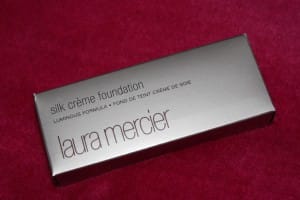 silk crème foundation
LUMINOUS FORMULA • FOND DE TEINT CRÈME DE SOIE
laura mercier